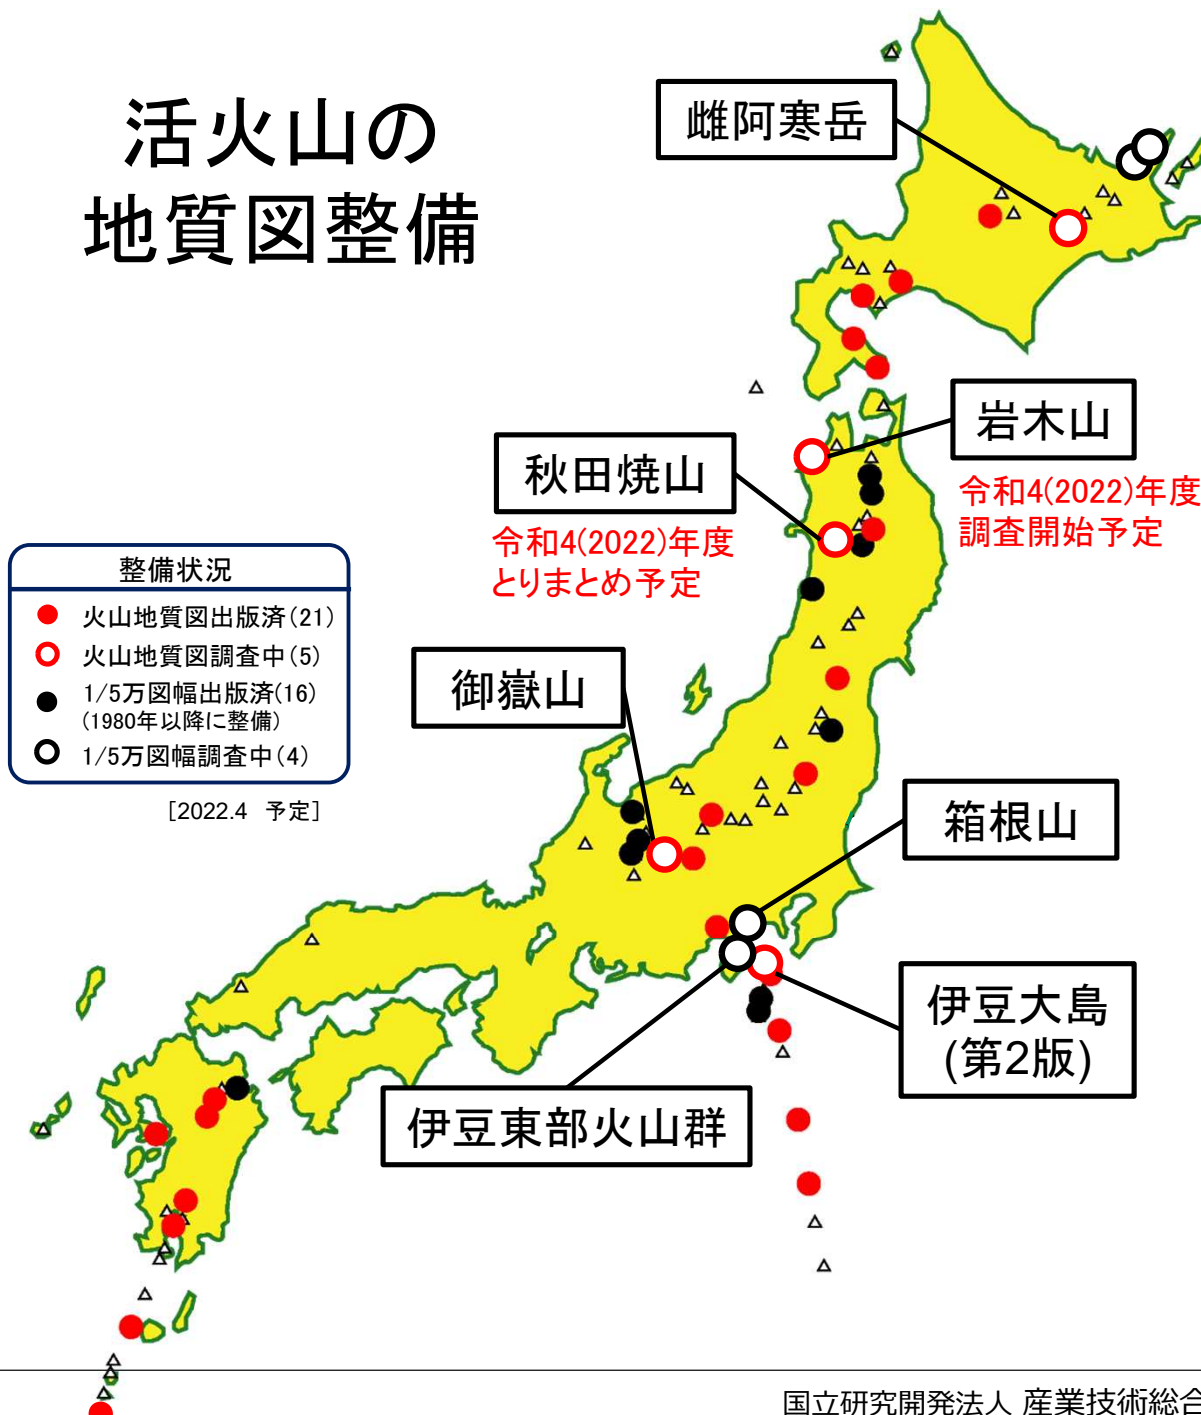 活火山の
地質図整備
雌阿寒岳
岩木山
令和4(2022)年度
調査開始予定
秋田焼山
令和4(2022)年度
とりまとめ予定
整備状況
火山地質図出版済(21)
火山地質図調査中(5)
1/5万図幅出版済(16)
(1980年以降に整備)
1/5万図幅調査中(4)
[2022.4 予定]
御嶽山
箱根山
伊豆大島
(第2版)
伊豆東部火山群
国立研究開発法人 産業技術総合